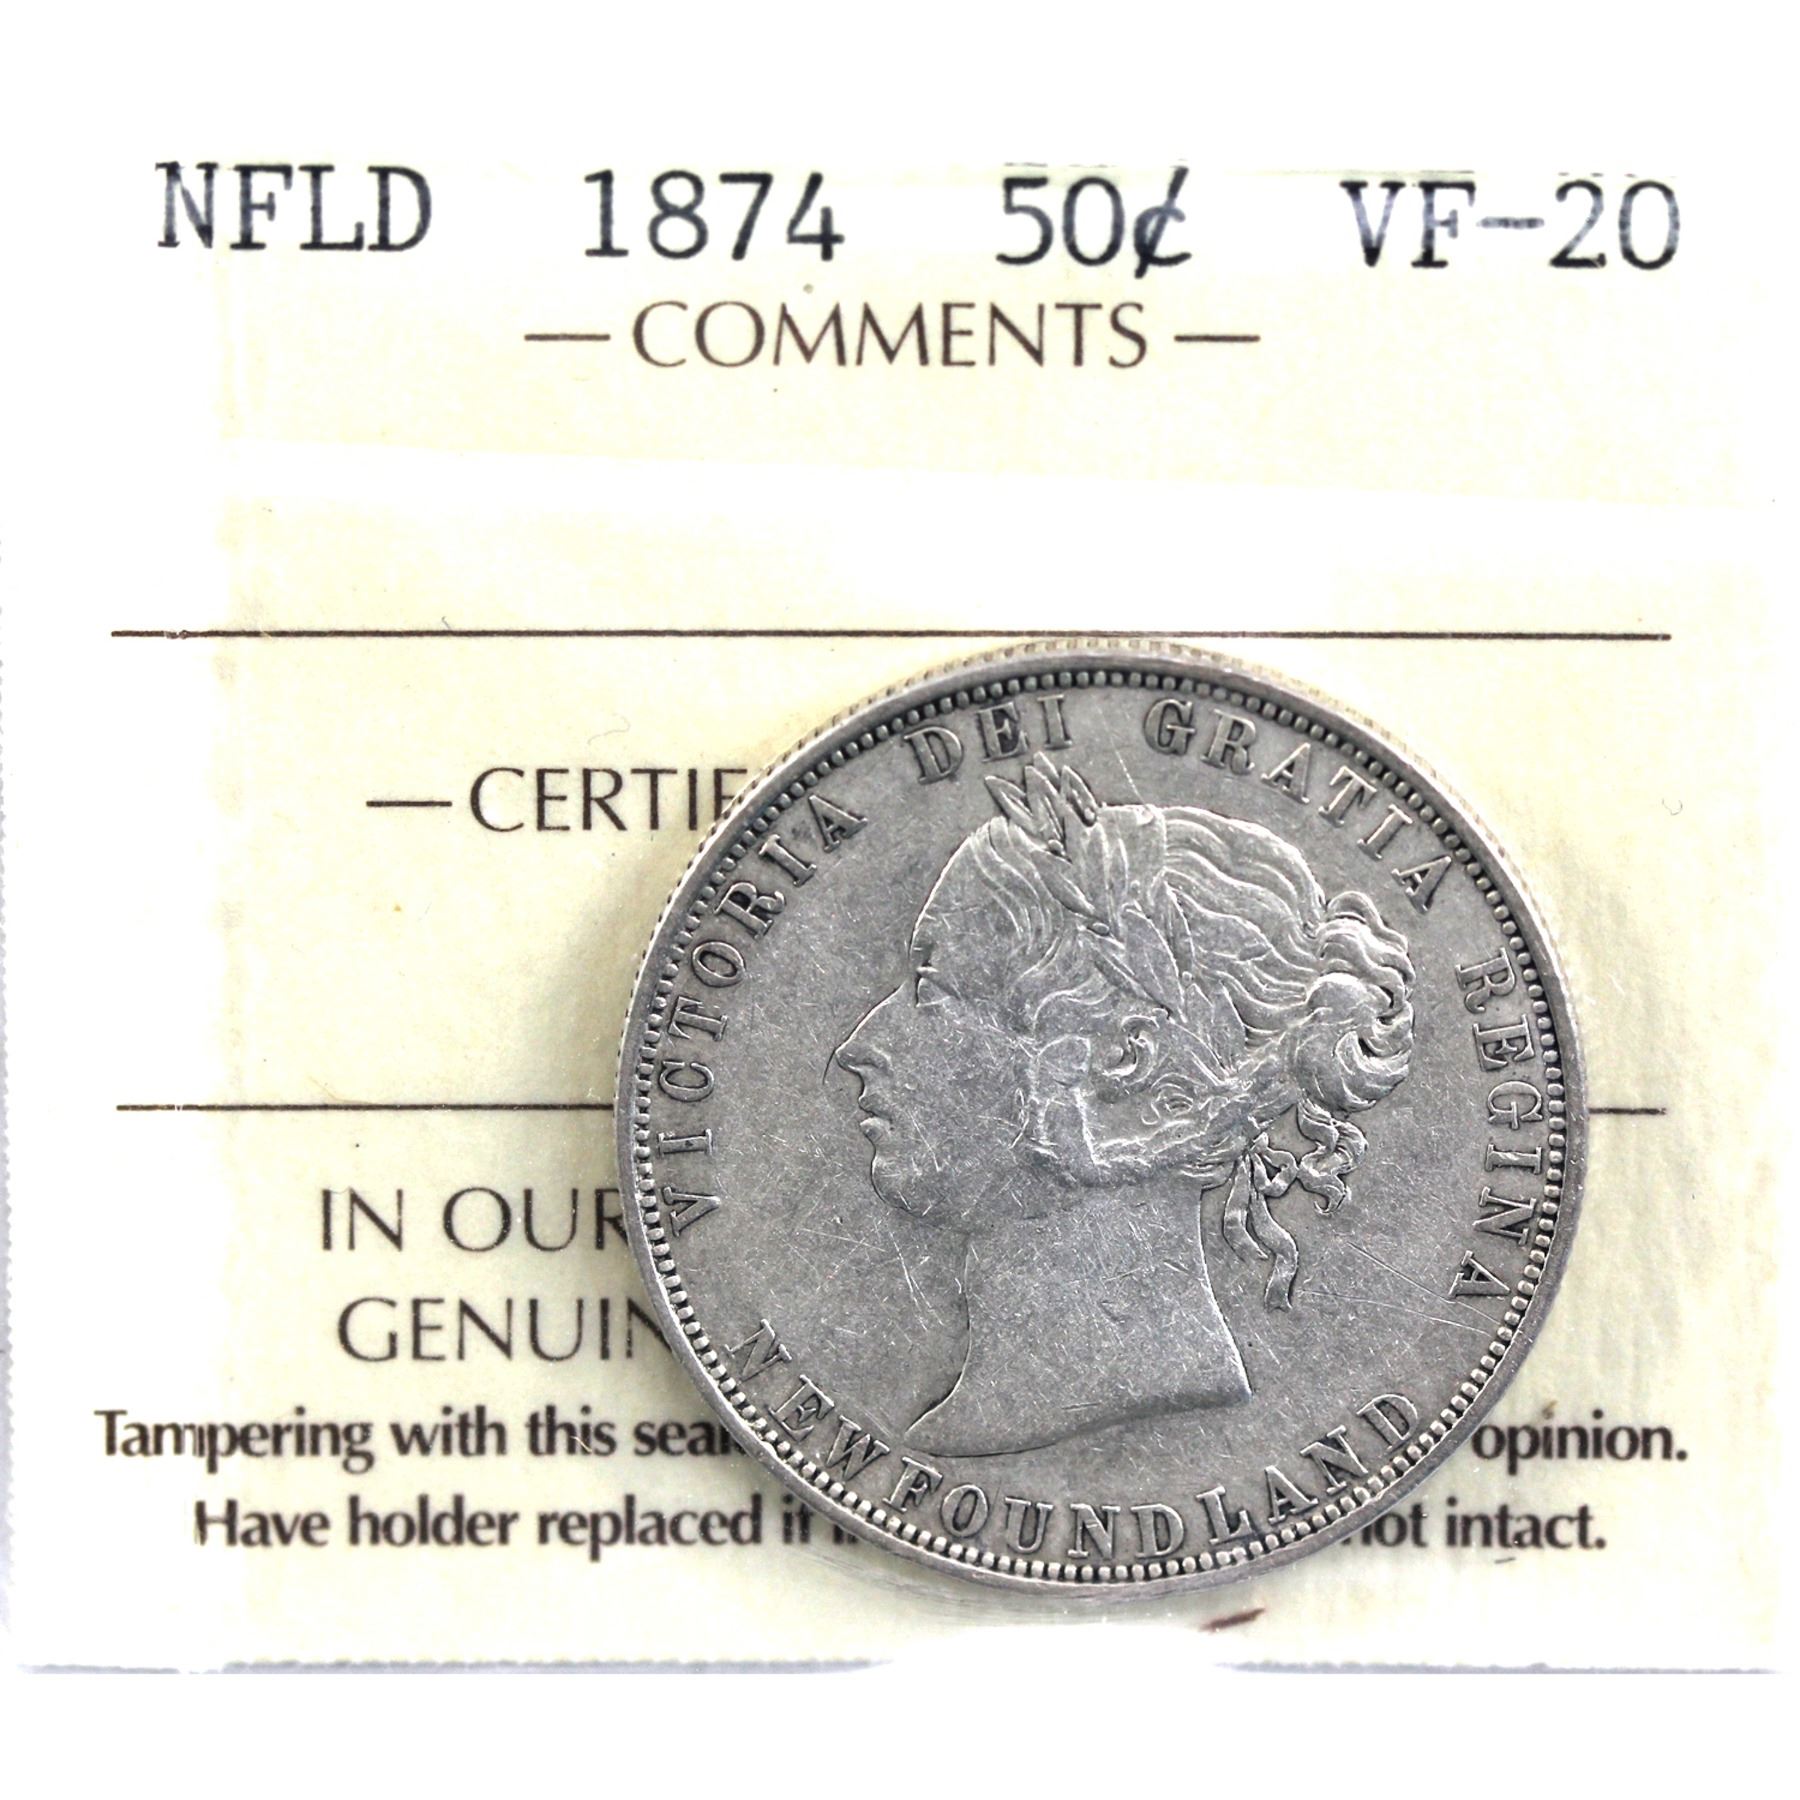 NFLD 1874 50¢ VF-20
— COMMENTS —
— CERTIF
IN OUR
GENUIN
Tampering with this seal opinion.
Have holder replaced if not intact.
VICTORIA DEI GRATIA REGINA
NEWFOUNDLAND